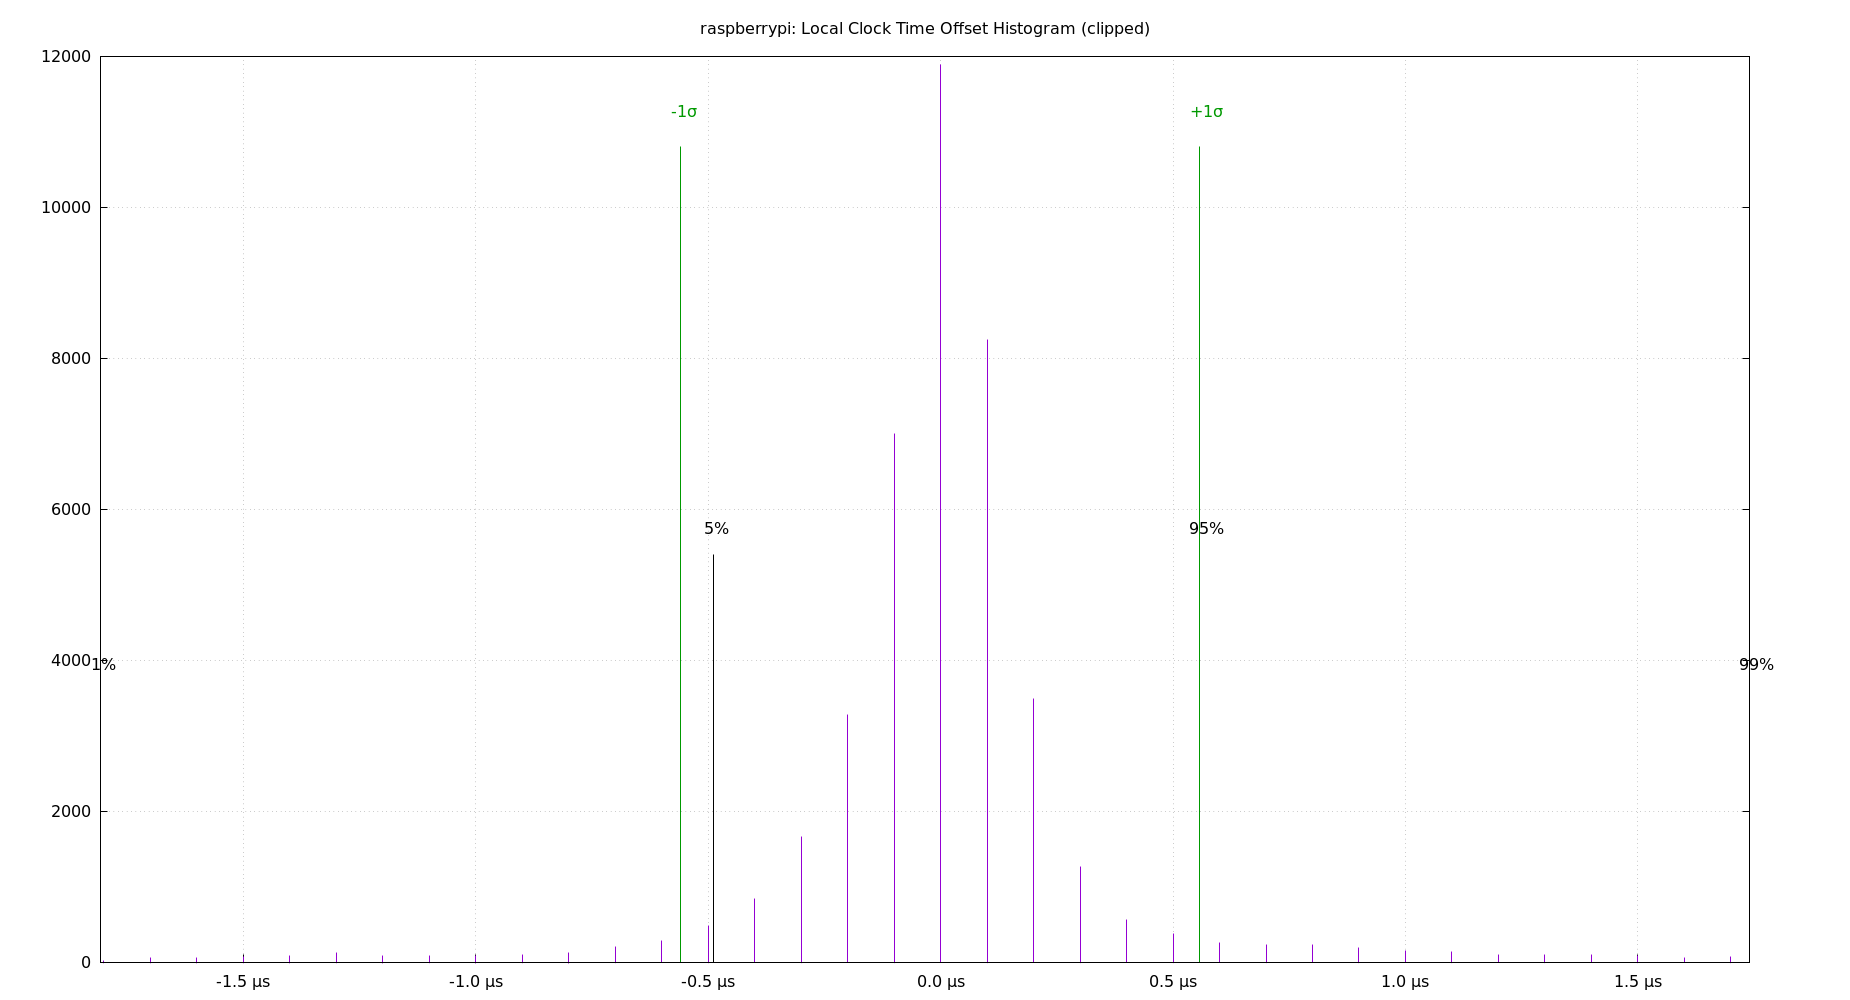 raspberrypi: Local Clock Time Offset Histogram (clipped)
12000
-1σ +1σ
10000
8000
6000
5% 95%
4000 1% 99%
2000
0
-1.5 µs -1.0 µs -0.5 µs 0.0 µs 0.5 µs 1.0 µs 1.5 µs